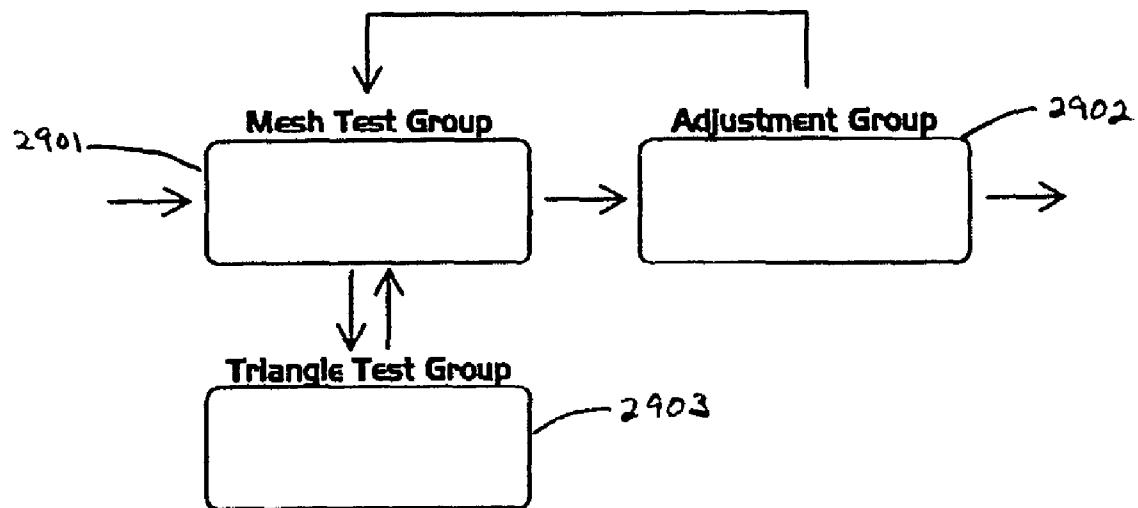 Mesh Test Group
Adjustment Group
2901
2902
Triangle Test Group
2903